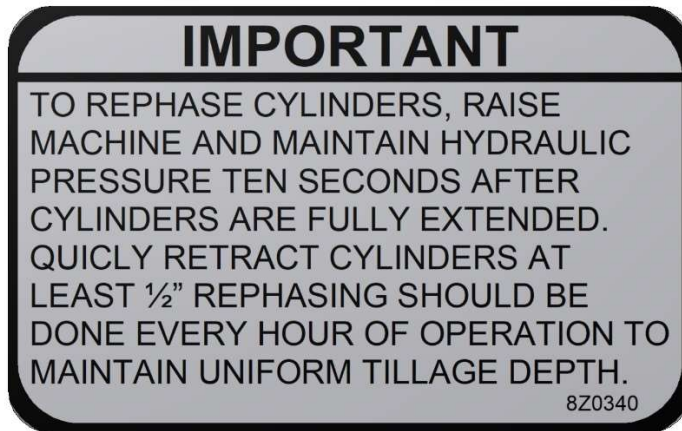 IMPORTANT
TO REPHASE CYLINDERS, RAISE
MACHINE AND MAINTAIN HYDRAULIC
PRESSURE TEN SECONDS AFTER
CYLINDERS ARE FULLY EXTENDED.
QUICLY RETRACT CYLINDERS AT
LEAST ½” REPHASING SHOULD BE
DONE EVERY HOUR OF OPERATION TO
MAINTAIN UNIFORM TILLAGE DEPTH.
8Z0340